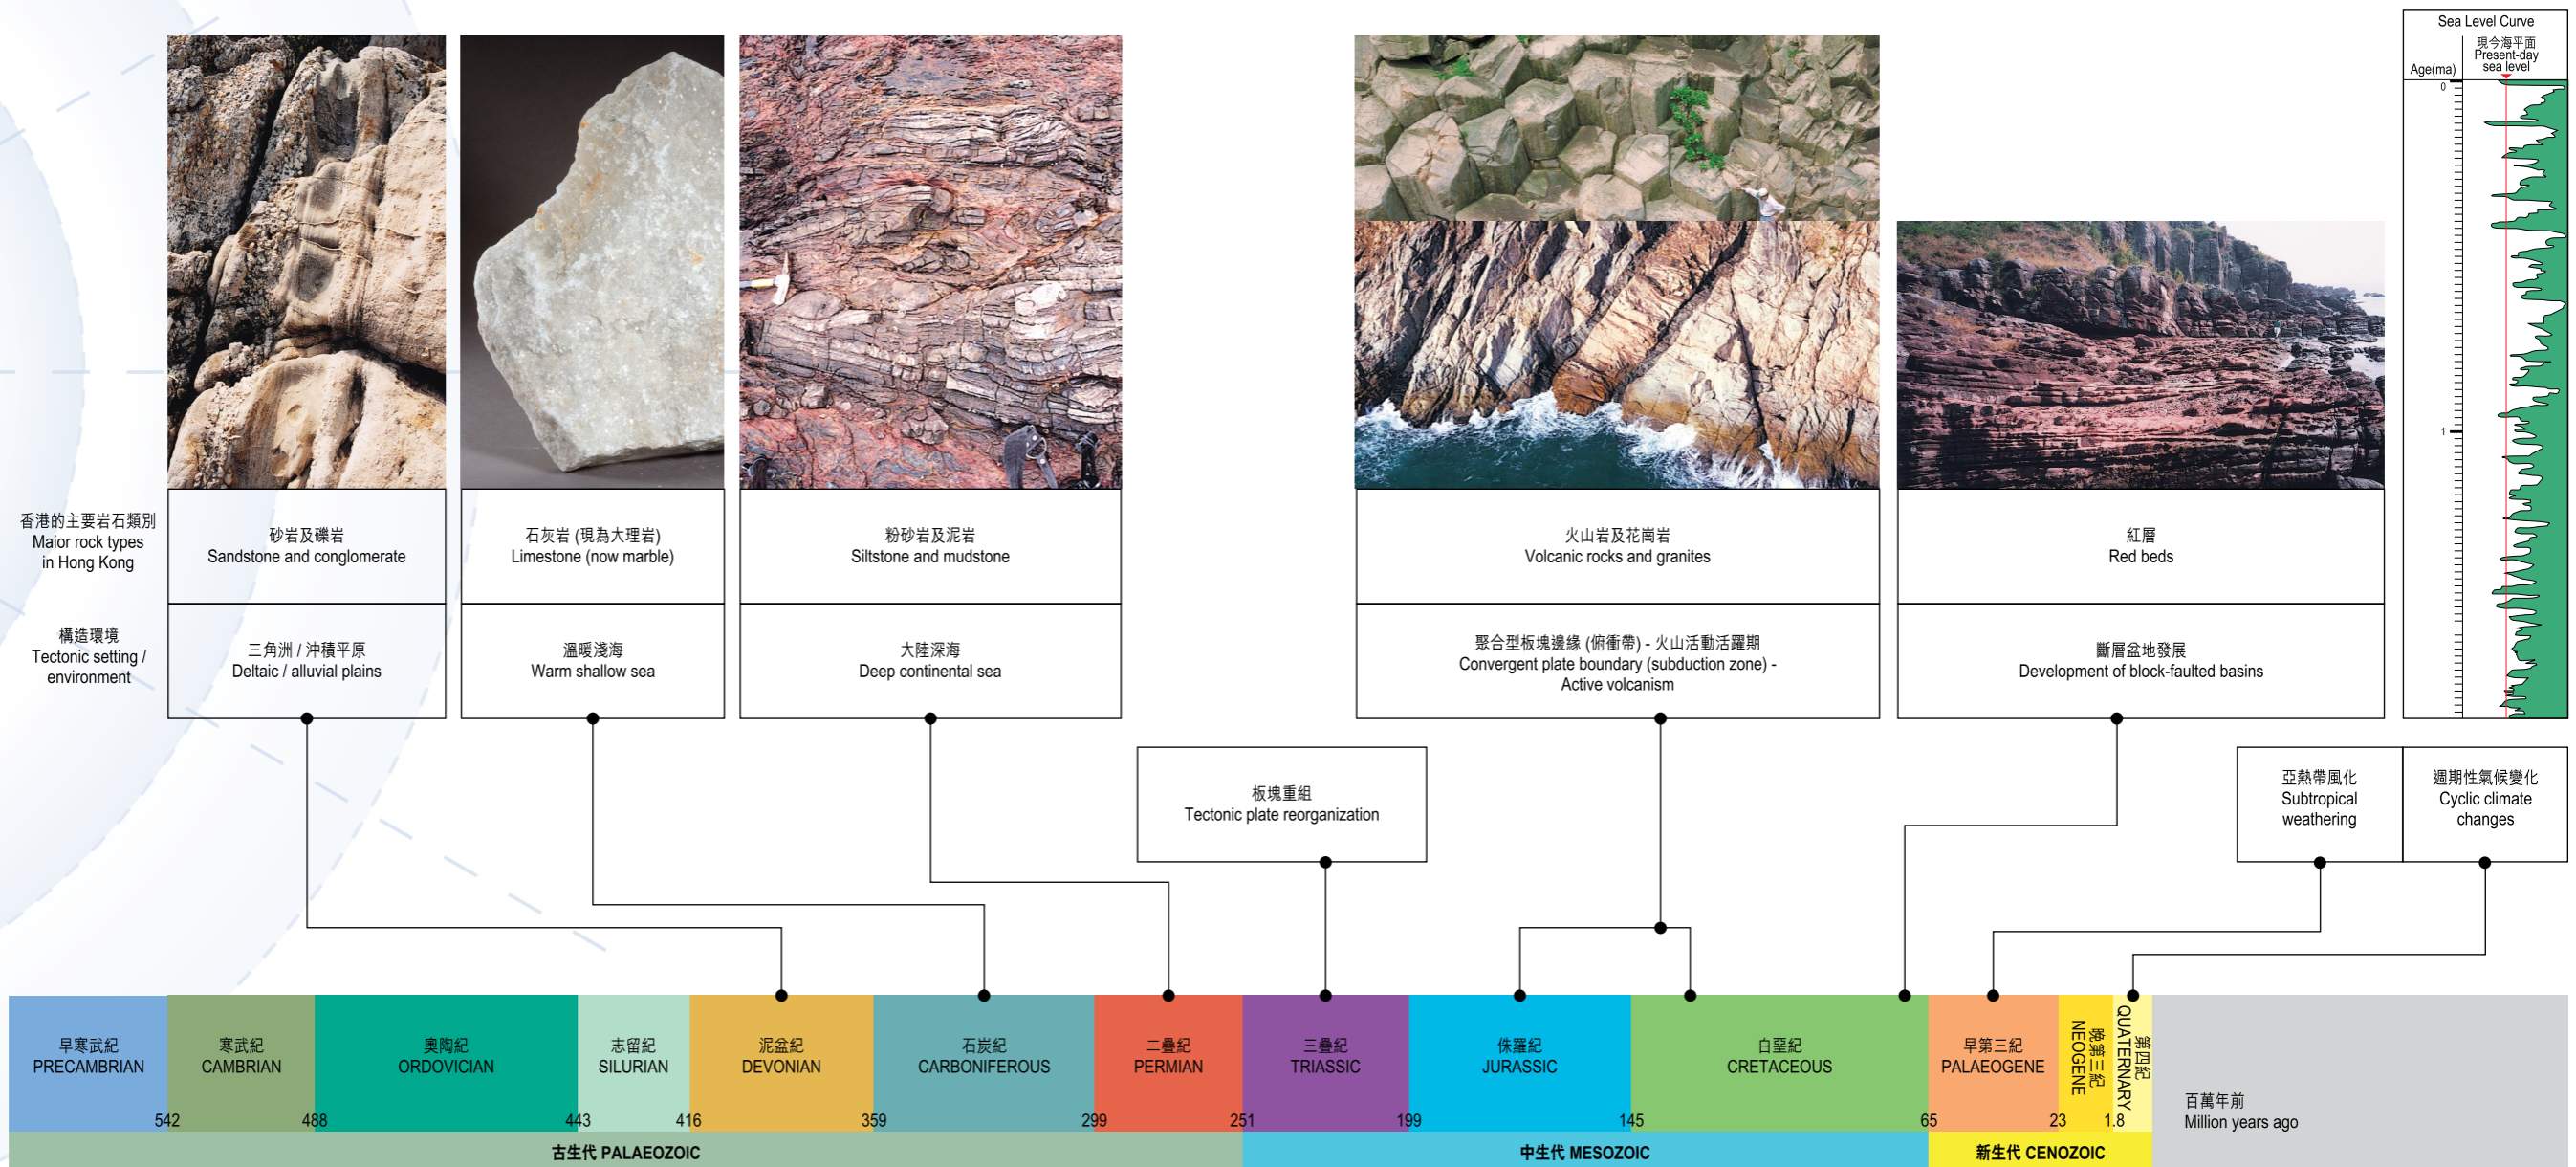 Sea Level Curve
現今海平面
Present-day
sea level
Age(ma)
0
1
香港的主要岩石類別
Maior rock types
in Hong Kong
砂岩及礫岩
Sandstone and conglomerate
石灰岩 (現為大理岩)
Limestone (now marble)
粉砂岩及泥岩
Siltstone and mudstone
火山岩及花崗岩
Volcanic rocks and granites
紅層
Red beds
構造環境
Tectonic setting /
environment
三角洲 / 沖積平原
Deltaic / alluvial plains
溫暖淺海
Warm shallow sea
大陸深海
Deep continental sea
聚合型板塊邊緣 (俯衝帶) - 火山活動活躍期
Convergent plate boundary (subduction zone) -
Active volcanism
斷層盆地發展
Development of block-faulted basins
板塊重組
Tectonic plate reorganization
亞熱帶風化
Subtropical
weathering
週期性氣候變化
Cyclic climate
changes
早寒武紀
PRECAMBRIAN
寒武紀
CAMBRIAN
奧陶紀
ORDOVICIAN
志留紀
SILURIAN
泥盆紀
DEVONIAN
石炭紀
CARBONIFEROUS
二疊紀
PERMIAN
三疊紀
TRIASSIC
侏羅紀
JURASSIC
白堊紀
CRETACEOUS
早第三紀
PALAEOGENE
晚第三紀
NEOGENE
第四紀
QUATERNARY
542
488
443
416
359
299
251
199
145
65
23
1.8
百萬年前
Million years ago
古生代 PALAEOZOIC
中生代 MESOZOIC
新生代 CENOZOIC